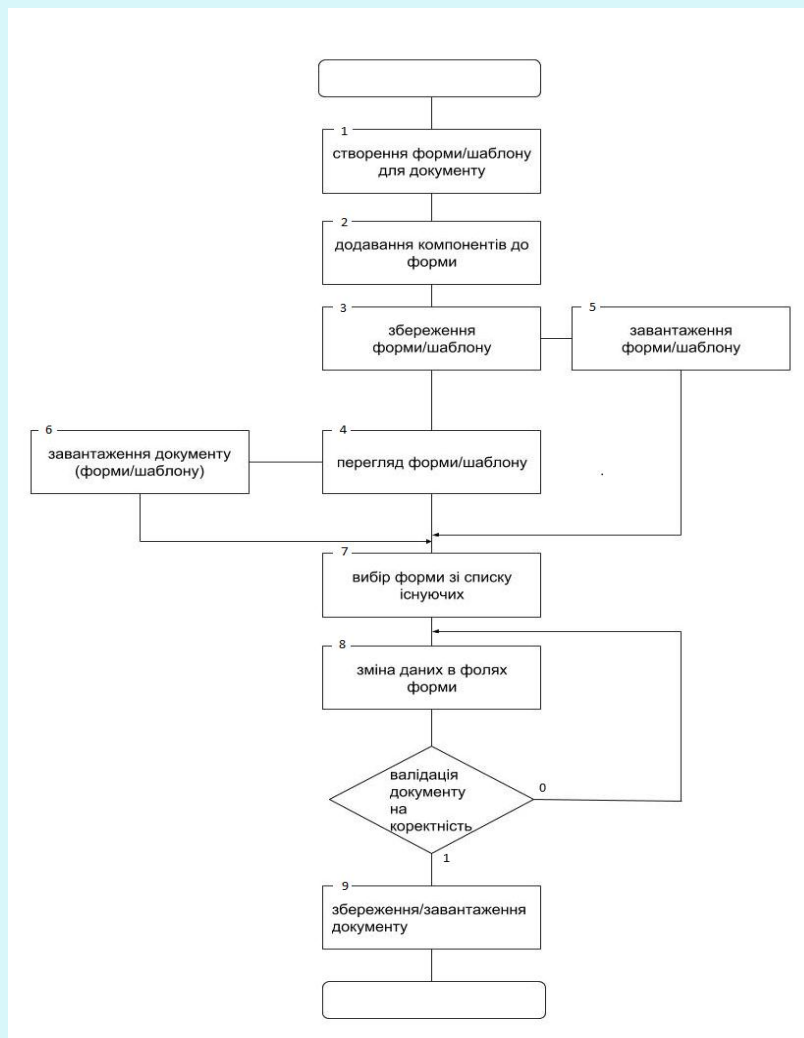 1
створення форми/шаблону
для документу
2
додавання компонентів до
форми
3
збереження
форми/шаблону
5
завантаження
форми/шаблону
6
завантаження документу
(форми/шаблону)
4
перегляд форми/шаблону
7
вибір форми зі списку
існуючих
8
зміна даних в фолях
форми
валідація
документу
на
коректність
0
1
9
збереження/завантаження
документу